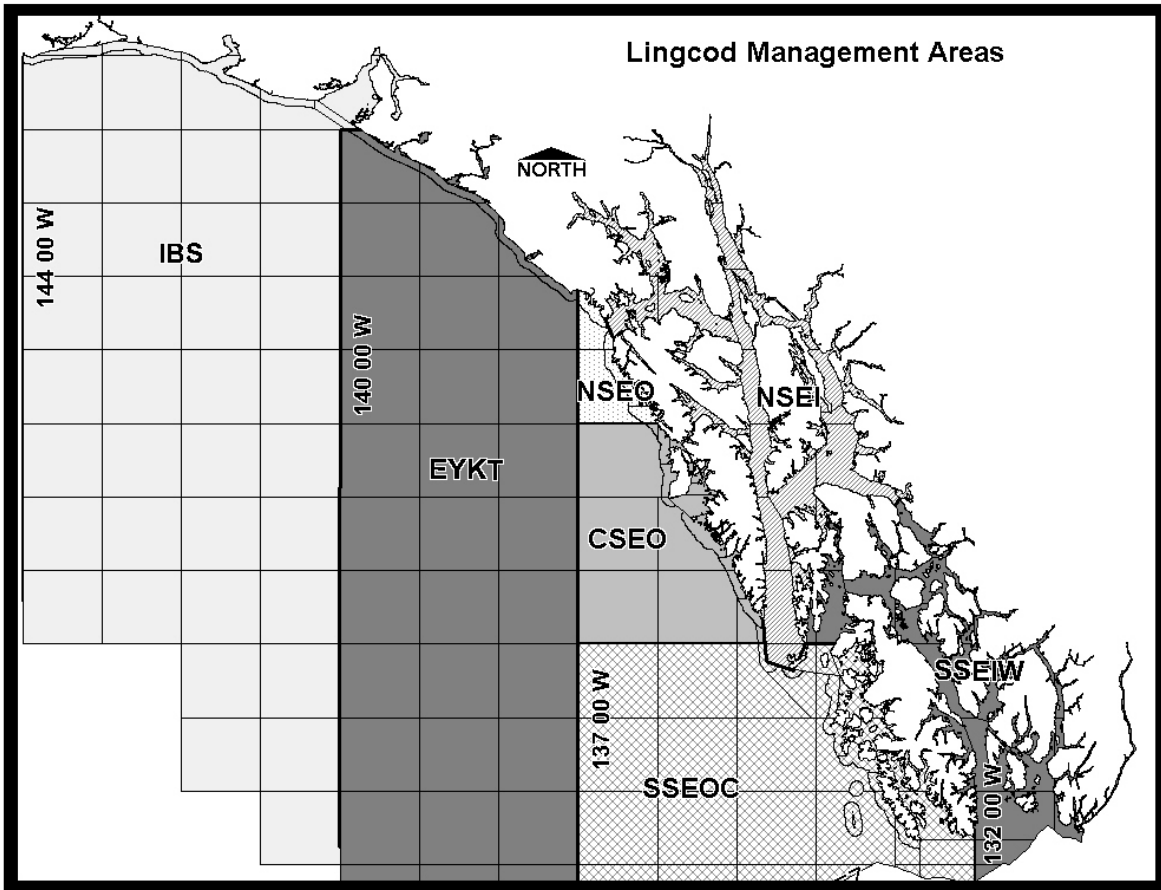 Lingcod Management Areas
NORTH
144 00 W
IBS
140 00 W
NSEO
NSEI
EYKT
CSEO
SSEIW
137 00 W
SSEOC
132 00 W